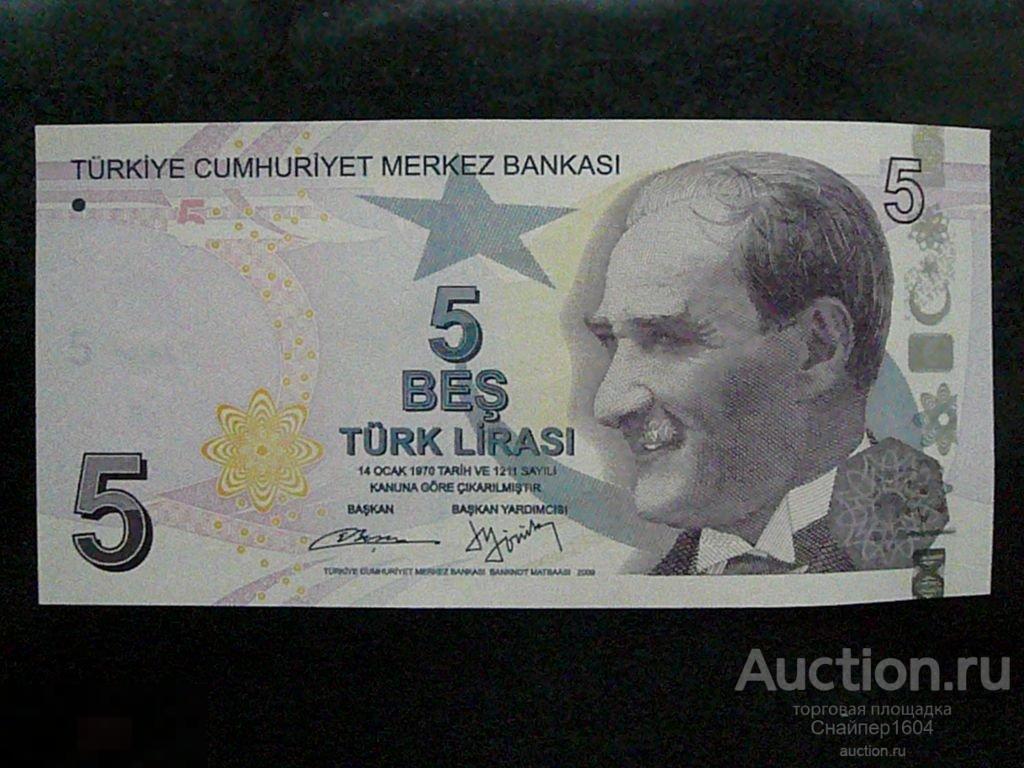 TÜRKİYE CUMHURİYET MERKEZ BANKASI
5
5
5
BEŞ
TÜRK LİRASI
14 OCAK 1970 TARİH VE 1211 SAYILI
KANUNA GÖRE ÇIKARILMIŞTIR
BAŞKAN BAŞKAN YARDIMCISI
5
TÜRKİYE CUMHURİYET MERKEZ BANKASI BANKNOT MATBAASI 2009
Auction.ru
торговая площадка
Снайпер1604
auction.ru